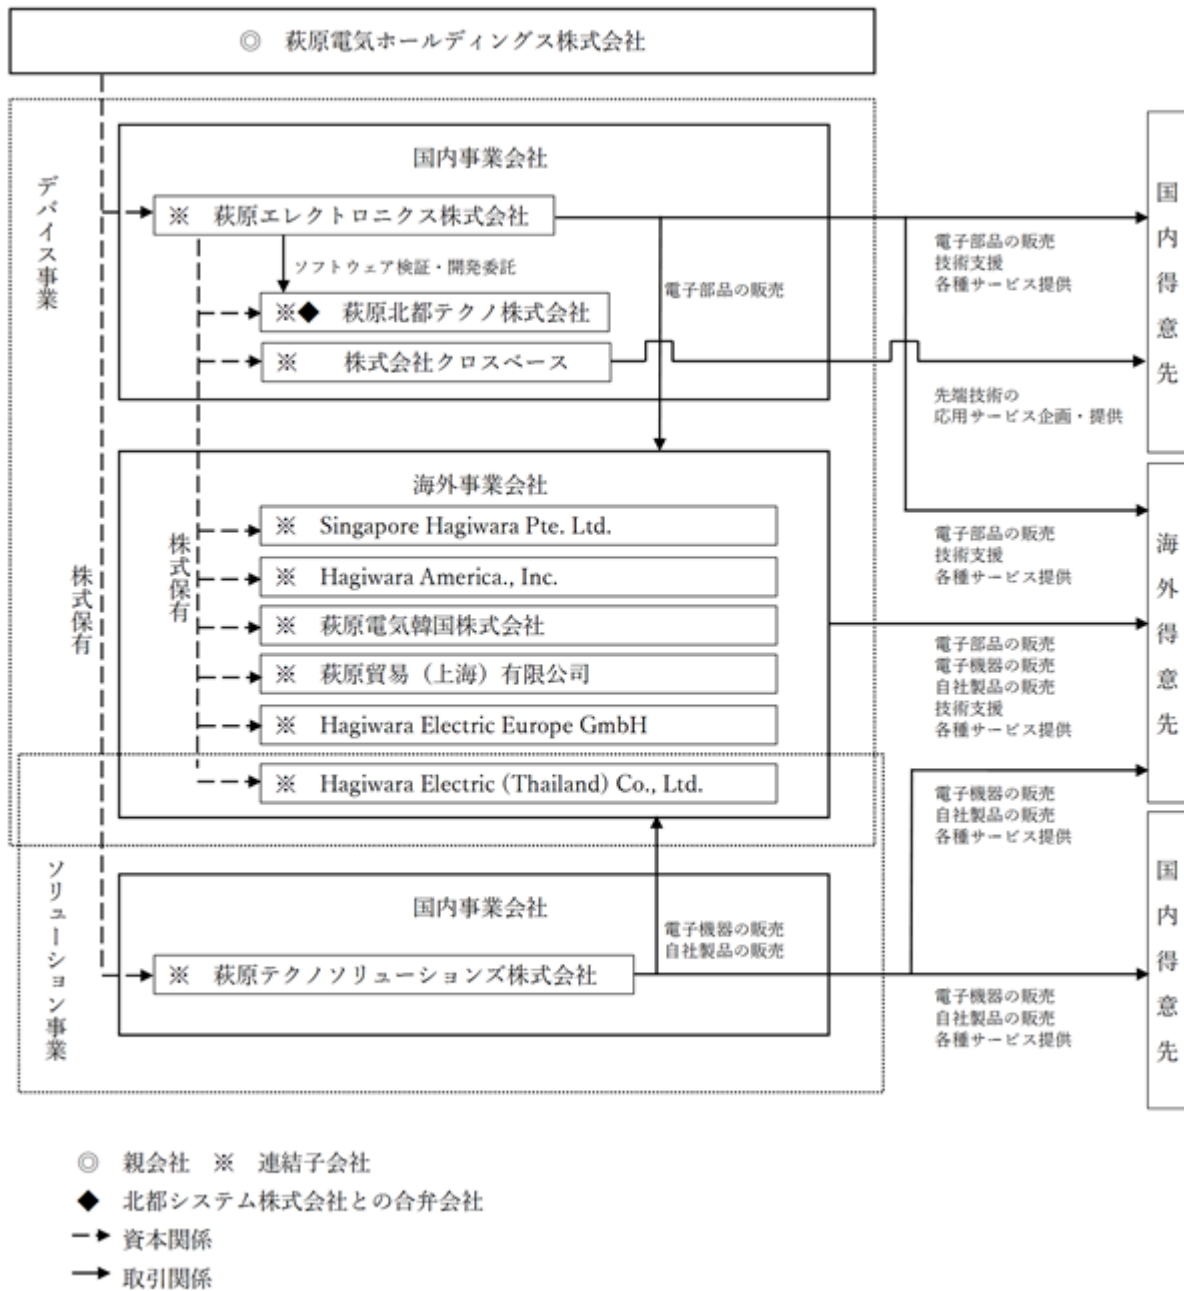 ◎ 萩原電気ホールディングス株式会社
デバイス事業
国内事業会社
※ 萩原エレクトロニクス株式会社
ソフトウェア検証・開発委託
※◆ 萩原北都テクノ株式会社
※ 株式会社クロスベース
電子部品の販売
電子部品の販売
技術支援
各種サービス提供
先端技術の
応用サービス企画・提供
国内得意先
株式保有
株式保有
海外事業会社
※ Singapore Hagiwara Pte. Ltd.
※ Hagiwara America., Inc.
※ 萩原電気韓国株式会社
※ 萩原貿易（上海）有限公司
※ Hagiwara Electric Europe GmbH
※ Hagiwara Electric (Thailand) Co., Ltd.
電子部品の販売
技術支援
各種サービス提供
電子部品の販売
電子機器の販売
自社製品の販売
技術支援
各種サービス提供
電子機器の販売
自社製品の販売
各種サービス提供
海外得意先
ソリューション事業
国内事業会社
※ 萩原テクノソリューションズ株式会社
電子機器の販売
自社製品の販売
電子機器の販売
自社製品の販売
各種サービス提供
国内得意先
◎ 親会社 ※ 連結子会社
◆ 北都システム株式会社との合弁会社
資本関係
取引関係